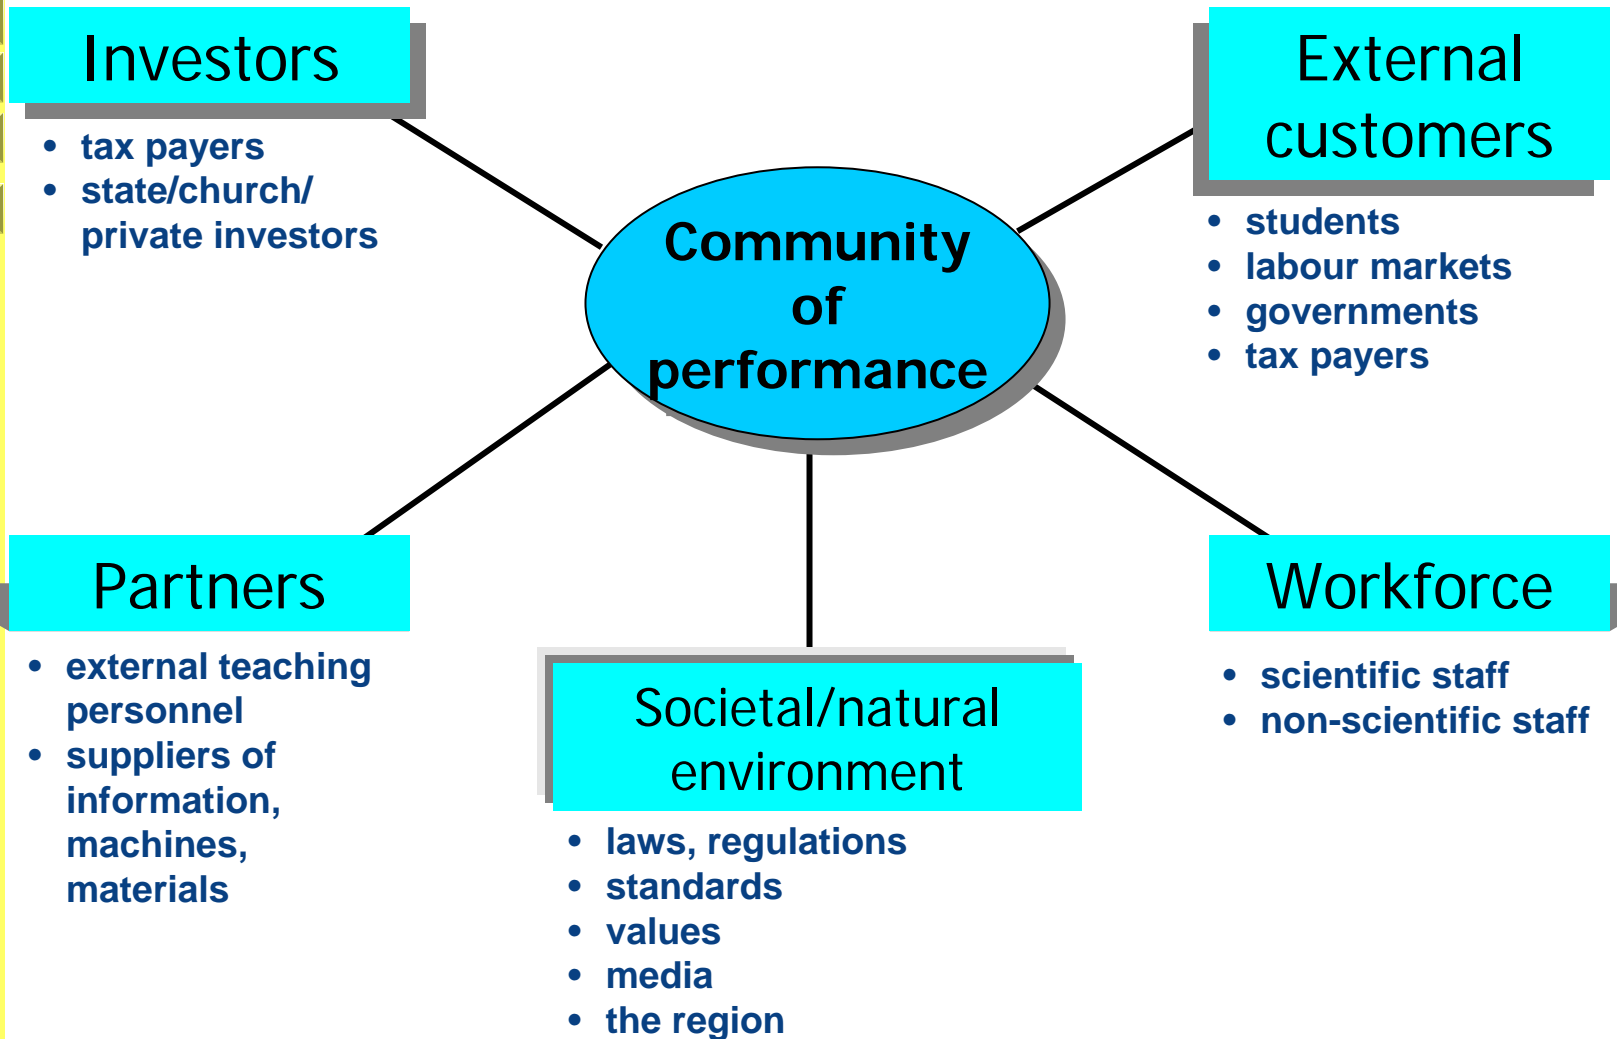 Investors
• tax payers
• state/church/
private investors
External
customers
• students
• labour markets
• governments
• tax payers
Community
of
performance
Partners
• external teaching
personnel
• suppliers of
information,
machines,
materials
Societal/natural
environment
• laws, regulations
• standards
• values
• media
• the region
Workforce
• scientific staff
• non-scientific staff